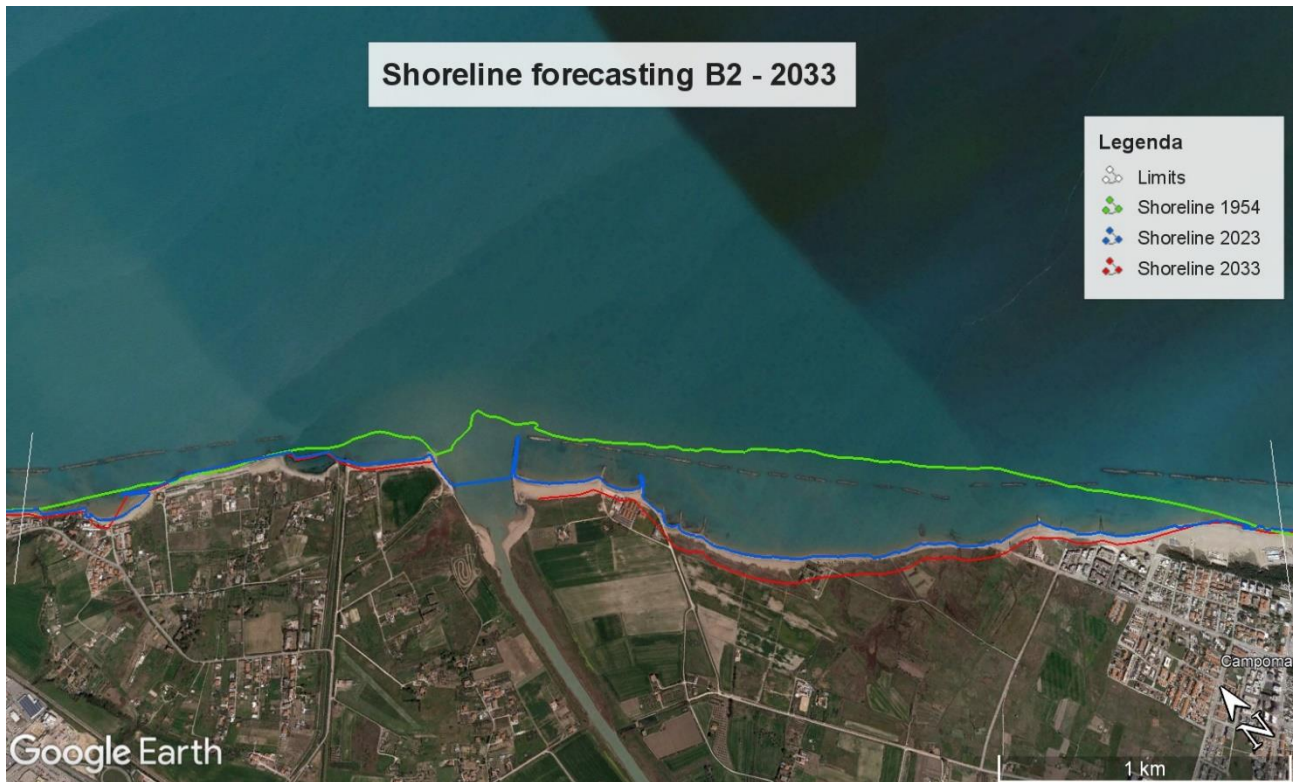 Shoreline forecasting B2 - 2033
Legenda
Limits
Shoreline 1954
Shoreline 2023
Shoreline 2033
Campoma
N
1 km
Google Earth